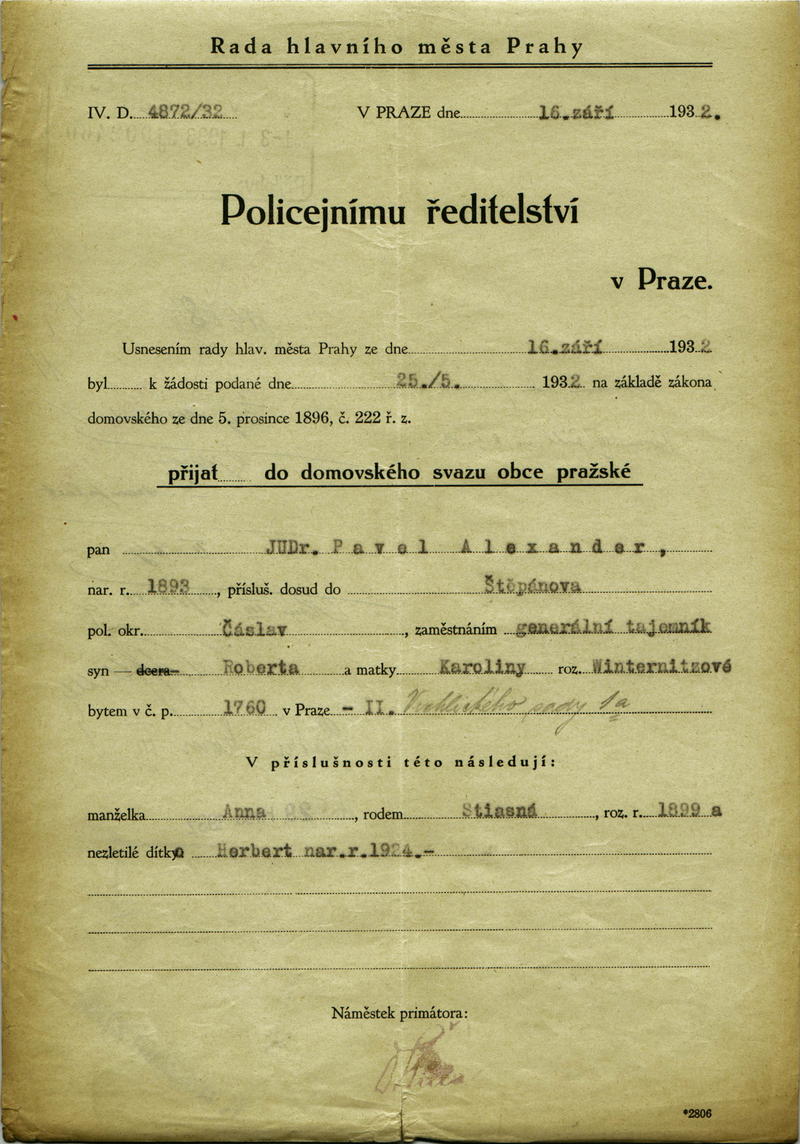 Rada hlavního města Prahy
IV. D. 4872/32 V PRAZE dne 16. září 1932.
Policejnímu ředitelství
v Praze.
Usnesením rady hlav. města Prahy ze dne 16. září 1932
byl k žádosti podané dne 25./5. 1932 na základě zákona
domovského ze dne 5. prosince 1896, č. 222 ř. z.
přijat do domovského svazu obce pražské
pan JUDr. Pavel Alexander,
nar. r. 1893, přísluš. dosud do Štěpánova
pol. okr. Čáslav, zaměstnáním generální tajemník
syn — dcera Roberta a matky Karoliny roz. Winternitzové
bytem v č. p. 1760 v Praze - II. Vrchlického sady 1a
V příslušnosti této následují:
manželka Anna, rodem Stiasná, roz. r. 1899 a
nezletilé dítko Herbert nar.r.1924.-
Náměstek primátora:
*2806